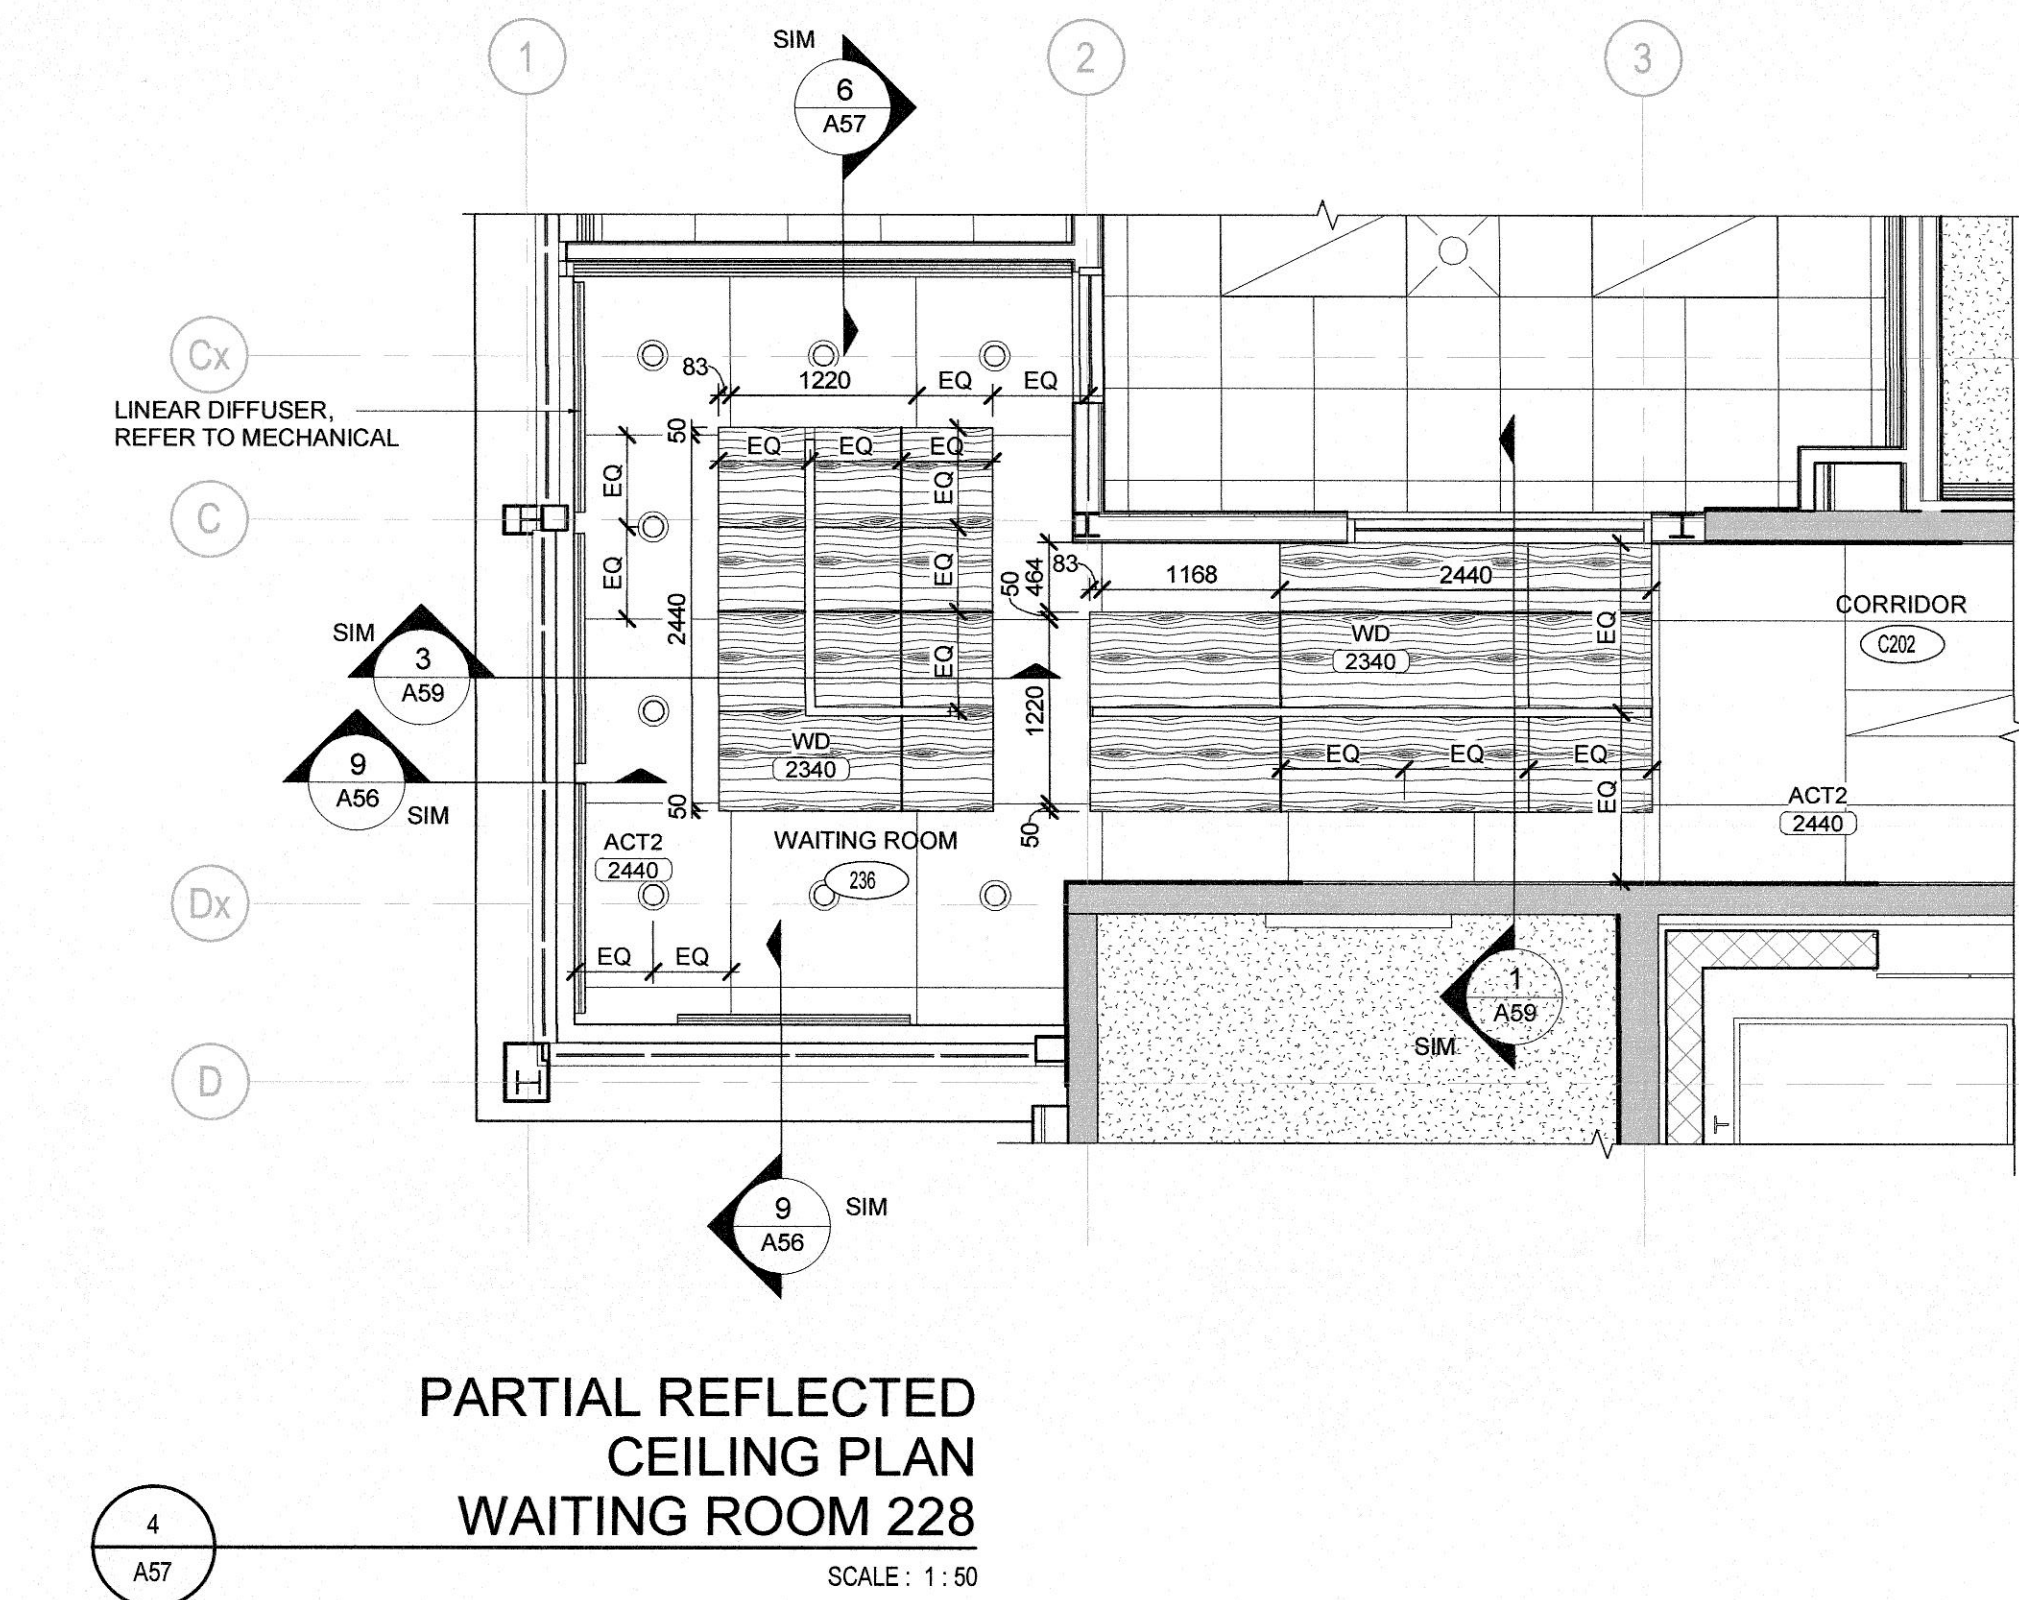 1
2
3
SIM
6
A57
Cx
LINEAR DIFFUSER,
REFER TO MECHANICAL
83
1220
EQ
EQ
50
EQ
EQ
EQ
EQ
EQ
C
EQ
EQ
2440
50
464
83
1168
2440
CORRIDOR
C202
EQ
WD
2340
SIM
3
A59
EQ
1220
9
A56
SIM
WD
2340
EQ
EQ
EQ
EQ
50
50
ACT2
2440
WAITING ROOM
236
ACT2
2440
Dx
EQ
EQ
1
A59
SIM
D
9
A56
SIM
PARTIAL REFLECTED
CEILING PLAN
WAITING ROOM 228
4
A57
SCALE : 1 : 50